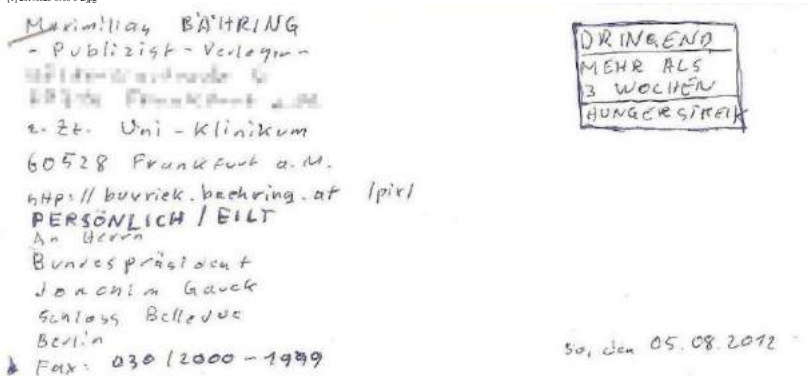 Maximilian BÄHRING
- Publizist - Verleger -
z. Zt. Uni-Klinikum
60528 Frankfurt a.M.
http://buvriek.baehring.at /pix/
PERSÖNLICH / EILT
An Herrn
Bundespräsident
Joachim Gauck
Schloss Bellevue
Berlin
Fax: 030 / 2000 - 1999
DRINGEND
MEHR ALS
3 WOCHEN
HUNGERSTREIK
So, den 05.08.2012